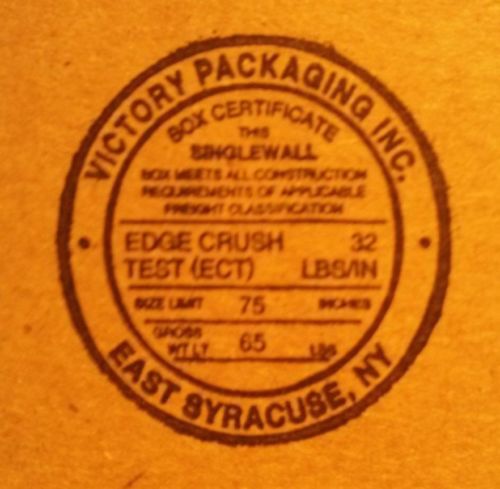 VICTORY PACKAGING INC.
BOX CERTIFICATE
THIS
SINGLEWALL
BOX MEETS ALL CONSTRUCTION
REQUIREMENTS OF APPLICABLE
FREIGHT CLASSIFICATION
EDGE CRUSH 32
TEST (ECT) LBS/IN
SIZE LIMIT 75 INCHES
GROSS
WT LT 65 LBS
EAST SYRACUSE, NY